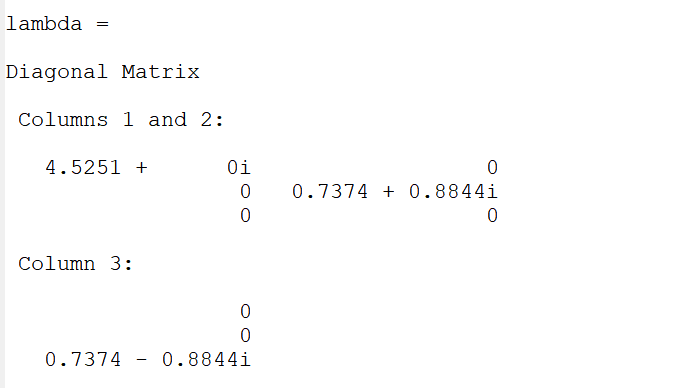 lambda =
Diagonal Matrix
Columns 1 and 2:
4.5251 + 0i 0
0 0.7374 + 0.8844i
0 0
Column 3:
0
0
0.7374 - 0.8844i